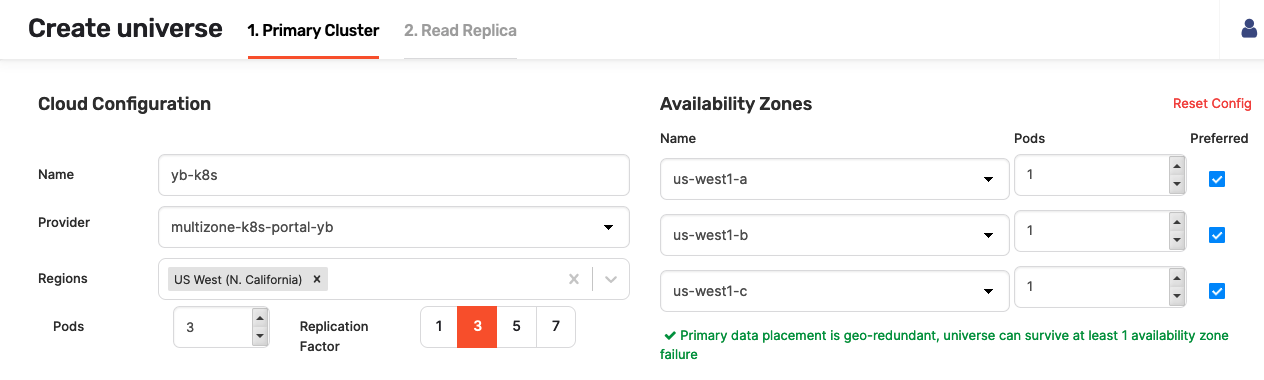 Create universe
1. Primary Cluster
2. Read Replica
Cloud Configuration
Name
yb-k8s
Provider
multizone-k8s-portal-yb
Regions
US West (N. California)
Pods
3
Replication
Factor
1 3 5 7
Availability Zones
Reset Config
Name Pods Preferred
us-west1-a 1
us-west1-b 1
us-west1-c 1
Primary data placement is geo-redundant, universe can survive at least 1 availability zone
failure